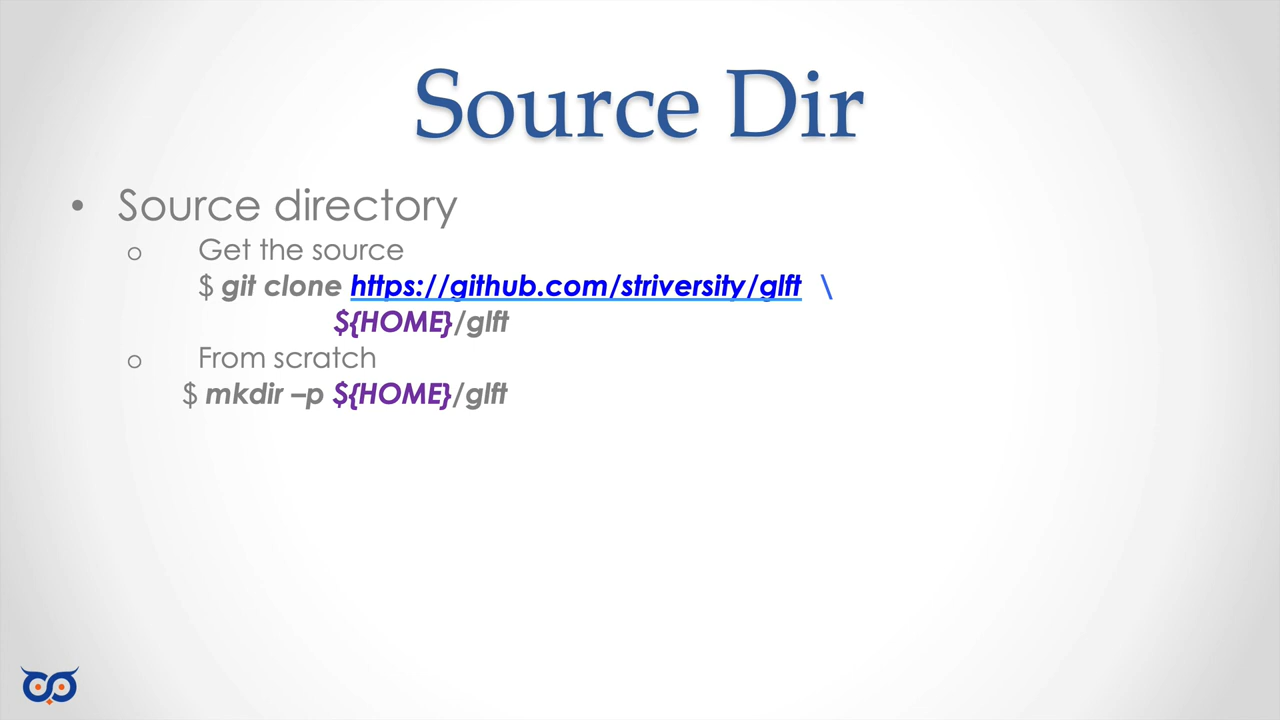 Source Dir
• Source directory
o Get the source
$ git clone https://github.com/striversity/glft \
${HOME}/glft
o From scratch
$ mkdir –p ${HOME}/glft